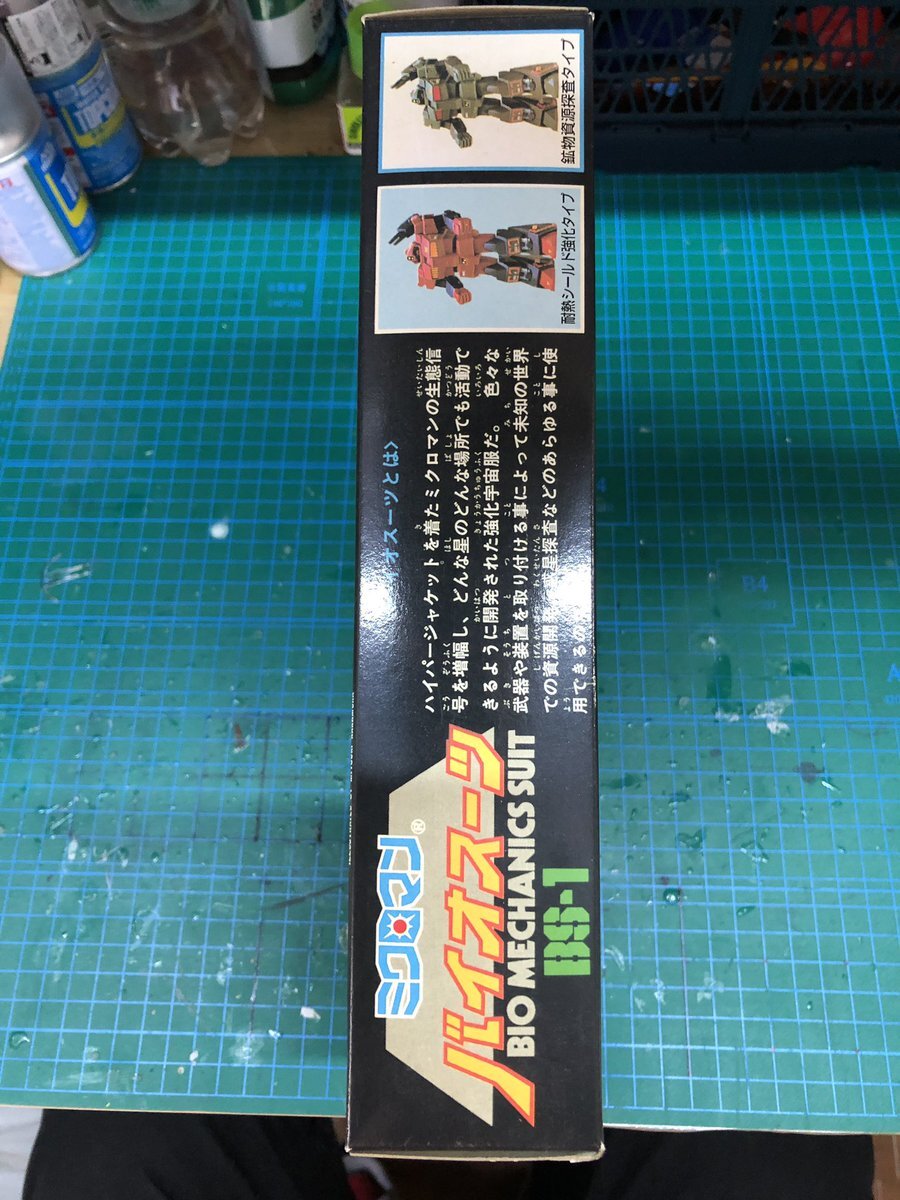 ミクロマン®
バイオスーツ
BIO MECHANICS SUIT
BS-1
オスーツとは〉
ハイパージャケットを着たミクロマンの生態信
号を増幅し、どんな星のどんな場所でも活動で
きるように開発された強化宇宙服だ。 色々な
武器や装置を取り付ける事によって未知の世界
での資源開発
星探査などのあらゆる事に使
用できるの
耐熱シールド強化タイプ
鉱物資源探査タイプ
B4